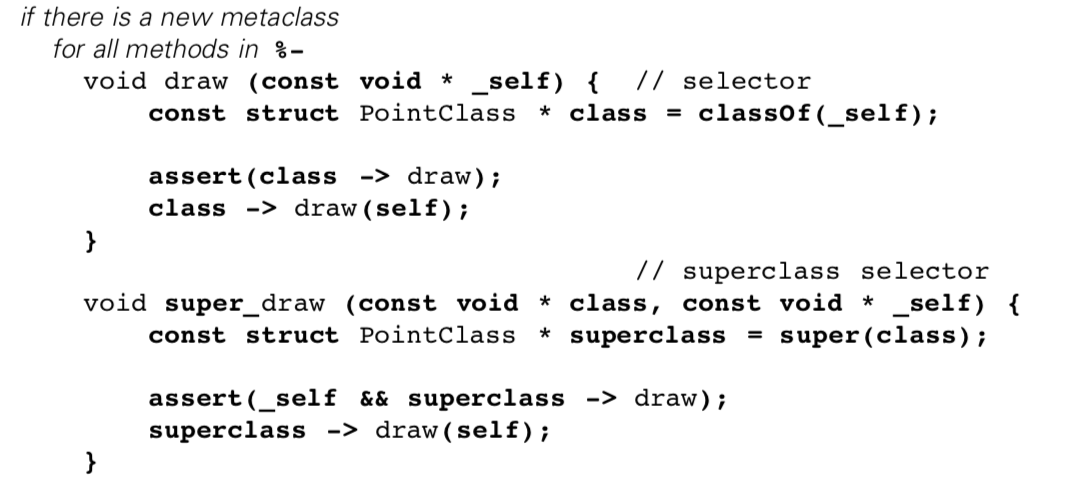 if there is a new metaclass
for all methods in %–
void draw (const void * _self) { // selector
const struct PointClass * class = classOf(_self);
assert(class -> draw);
class -> draw(self);
}
// superclass selector
void super_draw (const void * class, const void * _self) {
const struct PointClass * superclass = super(class);
assert(_self && superclass -> draw);
superclass -> draw(self);
}